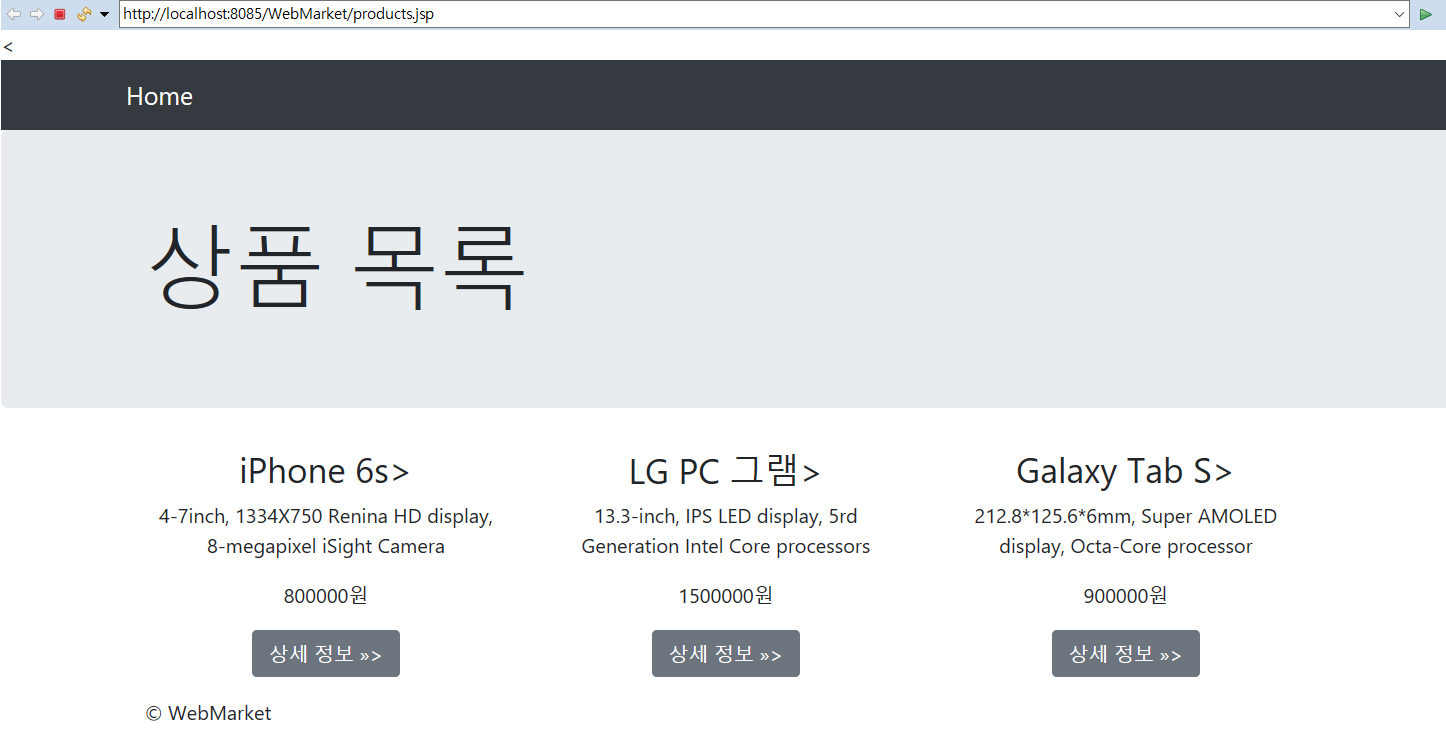 http://localhost:8085/WebMarket/products.jsp
<
Home
상품 목록
iPhone 6s>
4-7inch, 1334X750 Renina HD display,
8-megapixel iSight Camera
800000원
상세 정보 »>
LG PC 그램>
13.3-inch, IPS LED display, 5rd
Generation Intel Core processors
1500000원
상세 정보 »>
Galaxy Tab S>
212.8*125.6*6mm, Super AMOLED
display, Octa-Core processor
900000원
상세 정보 »>
© WebMarket